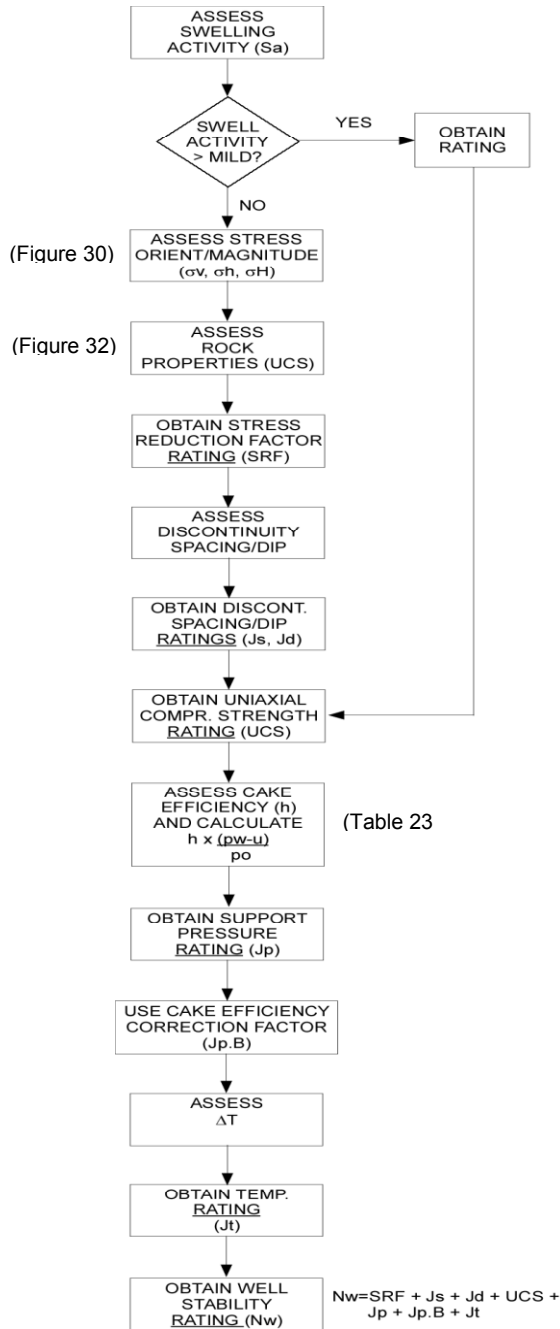 ASSESS
SWELLING
ACTIVITY (Sa)
SWELL
ACTIVITY
> MILD?
YES
OBTAIN
RATING
NO
(Figure 30)
ASSESS STRESS
ORIENT/MAGNITUDE
(σv, σh, σH)
(Figure 32)
ASSESS
ROCK
PROPERTIES (UCS)
OBTAIN STRESS
REDUCTION FACTOR
RATING (SRF)
ASSESS
DISCONTINUITY
SPACING/DIP
OBTAIN DISCONT.
SPACING/DIP
RATINGS (Js, Jd)
OBTAIN UNIAXIAL
COMPR. STRENGTH
RATING (UCS)
ASSESS CAKE
EFFICIENCY (h)
AND CALCULATE
h x (pw-u)
po
(Table 23
OBTAIN SUPPORT
PRESSURE
RATING (Jp)
USE CAKE EFFICIENCY
CORRECTION FACTOR
(Jp.B)
ASSESS
ΔT
OBTAIN TEMP.
RATING
(Jt)
OBTAIN WELL
STABILITY
RATING (Nw)
Nw=SRF + Js + Jd + UCS +
Jp + Jp.B + Jt